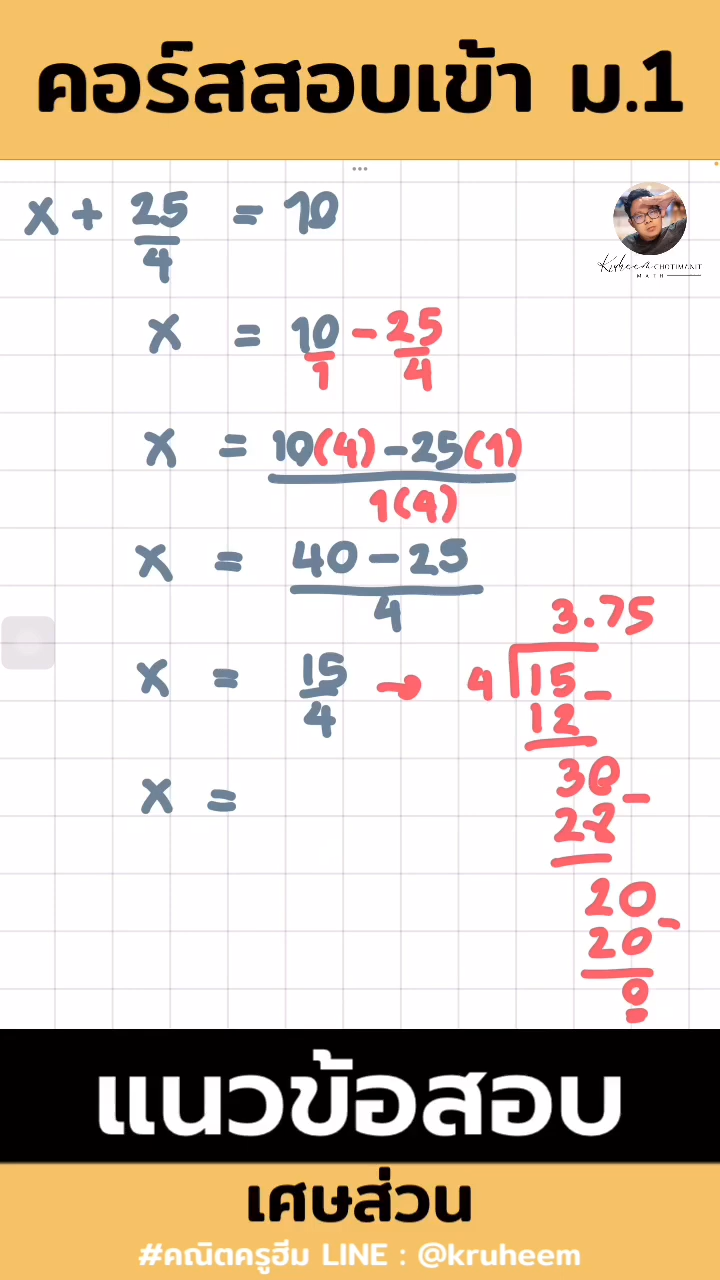 คอร์สสอบเข้า ม.1
x + 25/4 = 10
Kruheem CHOTIMANIT
MATH
x = 10/1 - 25/4
x = 10(4) - 25(1) / 1(4)
x = 40 - 25 / 4
3.75
x = 15/4 → 4 15 -
12
x = 30 -
28
20 -
20
0
แนวข้อสอบ
เศษส่วน
#คณิตครูฮีม LINE : @kruheem